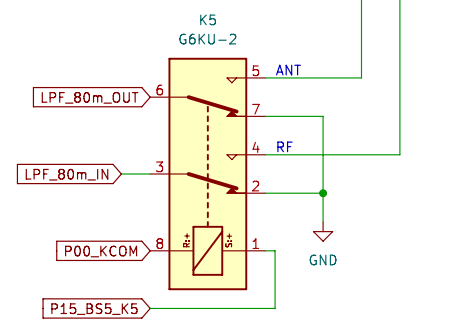 K5
G6KU-2
5 ANT
LPF_80m_OUT 6
7
4 RF
LPF_80m_IN 3
2
P00_KCOM 8 R:+ S:+ 1
GND
P15_BS5_K5